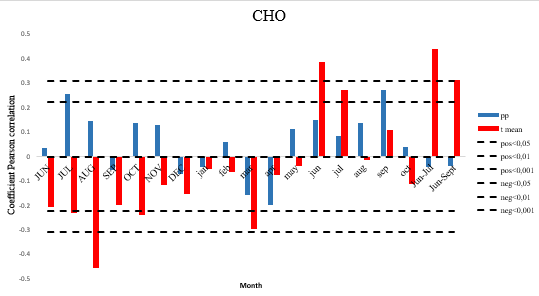 CHO
Coefficient Pearson correlation
0.5
0.4
0.3
0.2
0.1
0
-0.1
-0.2
-0.3
-0.4
-0.5
JUN
JUL
AUG
SEP
OCT
NOV
DEC
jan
feb
mar
apr
may
jun
jul
aug
sep
oct
Jun-Jul
Jun-Sept
Month
pp
t mean
pos<0,05
pos<0,01
pos<0,001
neg<0,05
neg<0,01
neg<0,001